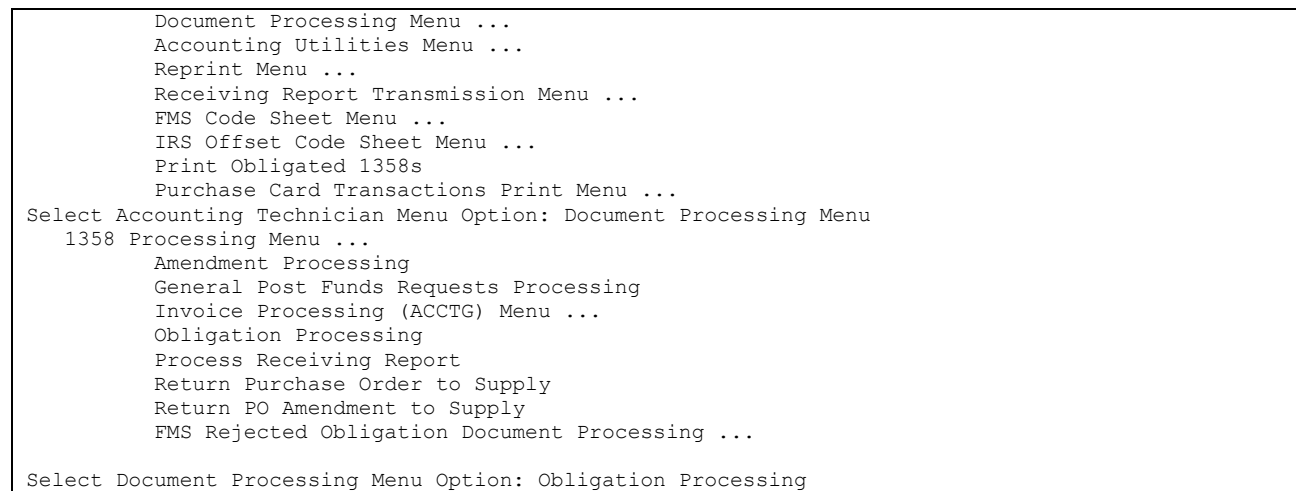 Document Processing Menu ...
Accounting Utilities Menu ...
Reprint Menu ...
Receiving Report Transmission Menu ...
FMS Code Sheet Menu ...
IRS Offset Code Sheet Menu ...
Print Obligated 1358s
Purchase Card Transactions Print Menu ...
Select Accounting Technician Menu Option: Document Processing Menu
1358 Processing Menu ...
Amendment Processing
General Post Funds Requests Processing
Invoice Processing (ACCTG) Menu ...
Obligation Processing
Process Receiving Report
Return Purchase Order to Supply
Return PO Amendment to Supply
FMS Rejected Obligation Document Processing ...
Select Document Processing Menu Option: Obligation Processing